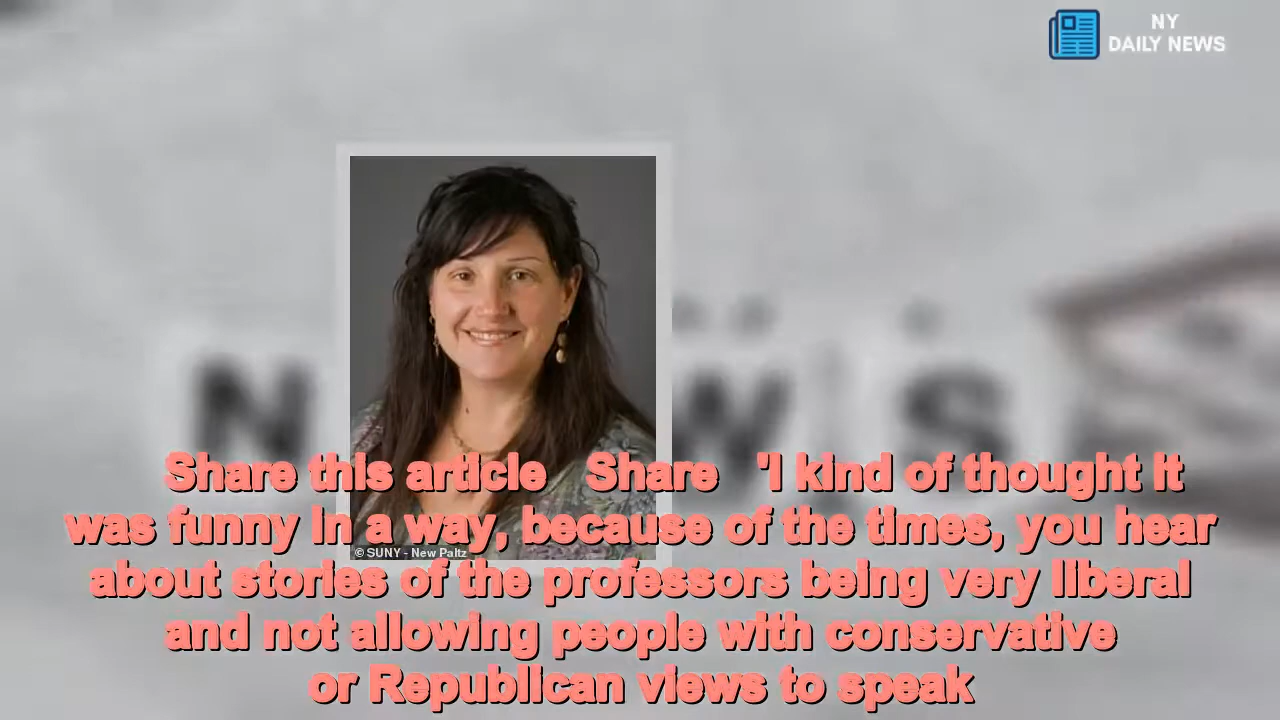 NY
DAILY NEWS
N W S
© SUNY - New Paltz
Share this article   Share   'I kind of thought it
was funny in a way, because of the times, you hear
about stories of the professors being very liberal
and not allowing people with conservative
or Republican views to speak